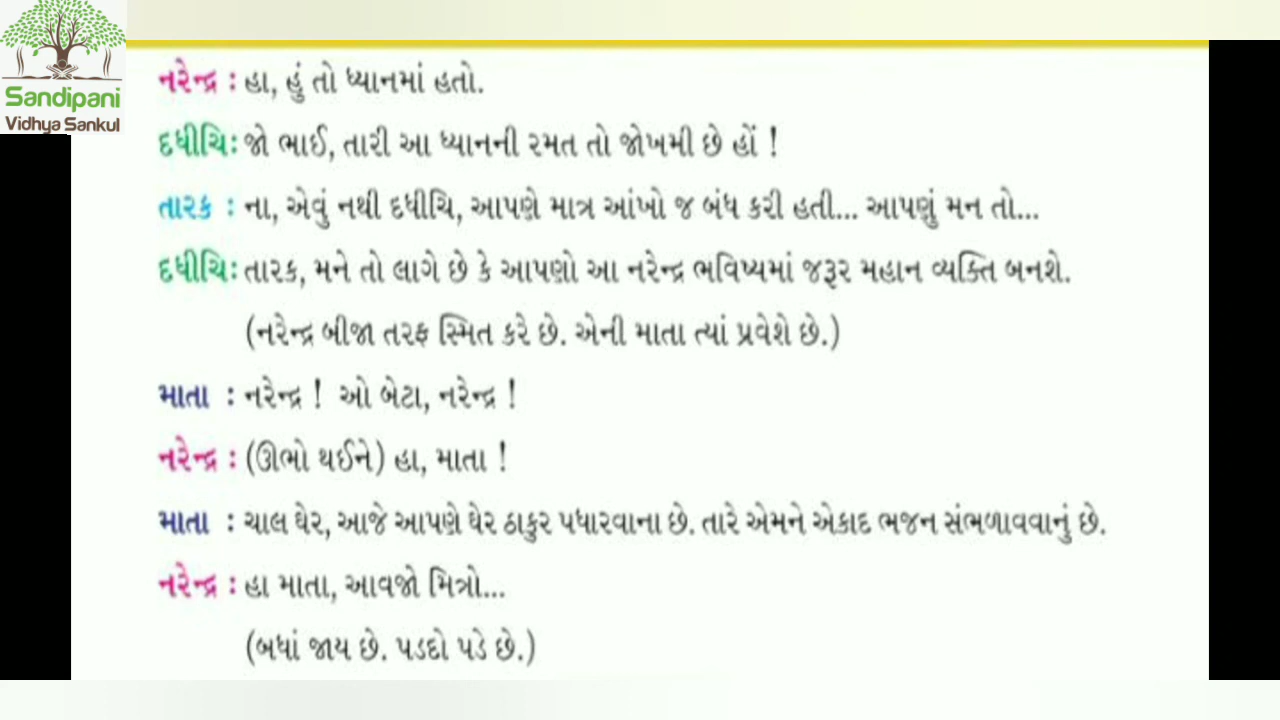 Sandipani
Vidhya Sankul
નરેન્દ્ર : હા, હું તો ધ્યાનમાં હતો.
દધીચિ: જો ભાઈ, તારી આ ધ્યાનની રમત તો જોખમી છે હોં !
તારક : ના, એવું નથી દધીચિ, આપણે માત્ર આંખો જ બંધ કરી હતી... આપણું મન તો...
દધીચિ: તારક, મને તો લાગે છે કે આપણો આ નરેન્દ્ર ભવિષ્યમાં જરૂર મહાન વ્યક્તિ બનશે.
(નરેન્દ્ર બીજા તરફ સ્મિત કરે છે. એની માતા ત્યાં પ્રવેશે છે.)
માતા : નરેન્દ્ર ! ઓ બેટા, નરેન્દ્ર !
નરેન્દ્ર : (ઊભો થઈને) હા, માતા !
માતા : ચાલ ઘેર, આજે આપણે ઘેર ઠાકુર પધારવાના છે. તારે એમને એકાદ ભજન સંભળાવવાનું છે.
નરેન્દ્ર : હા માતા, આવજો મિત્રો...
(બધાં જાય છે. પડદો પડે છે.)